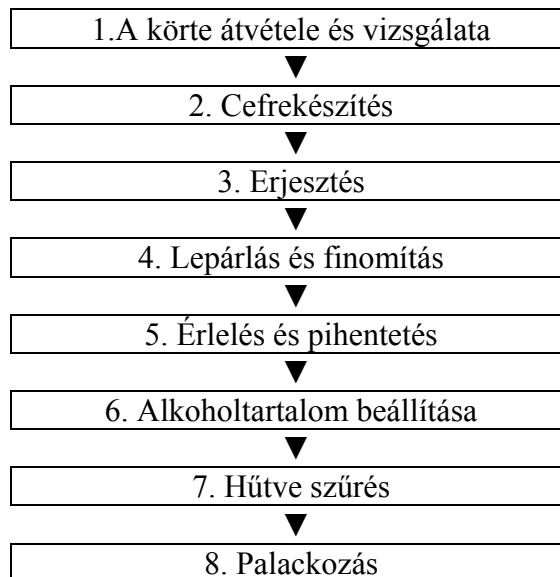 1.A körte átvétele és vizsgálata
2. Cefrekészítés
3. Erjesztés
4. Lepárlás és finomítás
5. Érlelés és pihentetés
6. Alkoholtartalom beállítása
7. Hűtve szűrés
8. Palackozás